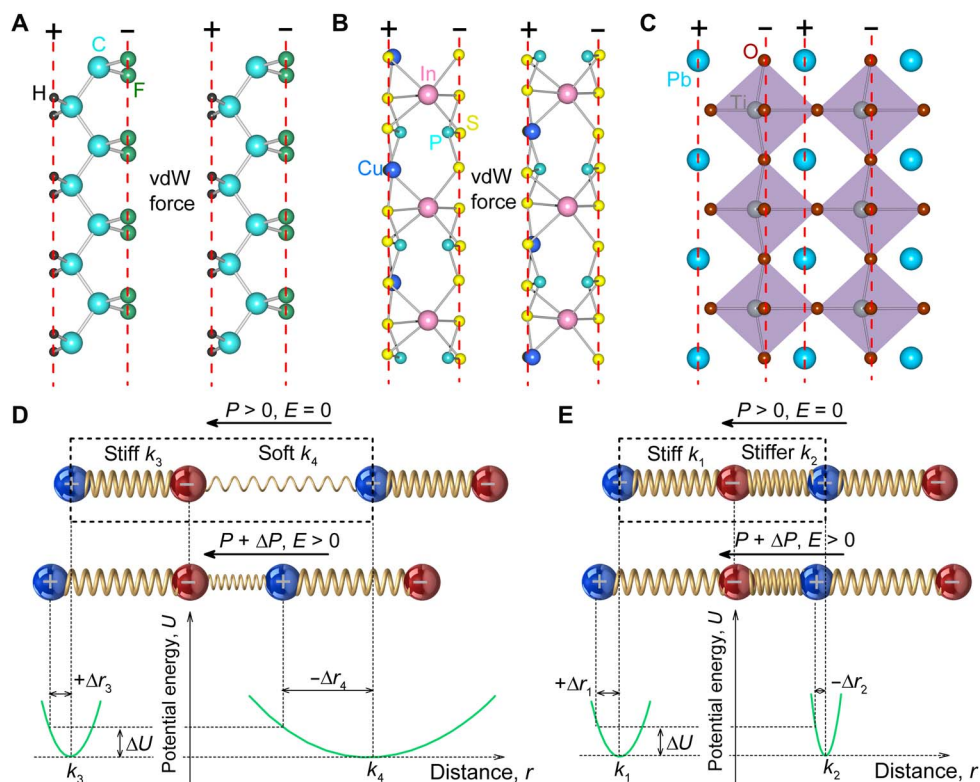 A
+ − + −
C
H
F
vdW
force
B
+ − + −
In
S
P
Cu
vdW
force
C
+ − + −
O
Pb
Ti
D
P > 0, E = 0
Stiff k3 Soft k4
+ − + −
P + ΔP, E > 0
+ − + −
Potential energy, U
+Δr3
−Δr4
ΔU
k3 k4 Distance, r
E
P > 0, E = 0
Stiff k1 Stiffer k2
+ − + −
P + ΔP, E > 0
+ − + −
Potential energy, U
+Δr1
−Δr2
ΔU
k1 k2 Distance, r